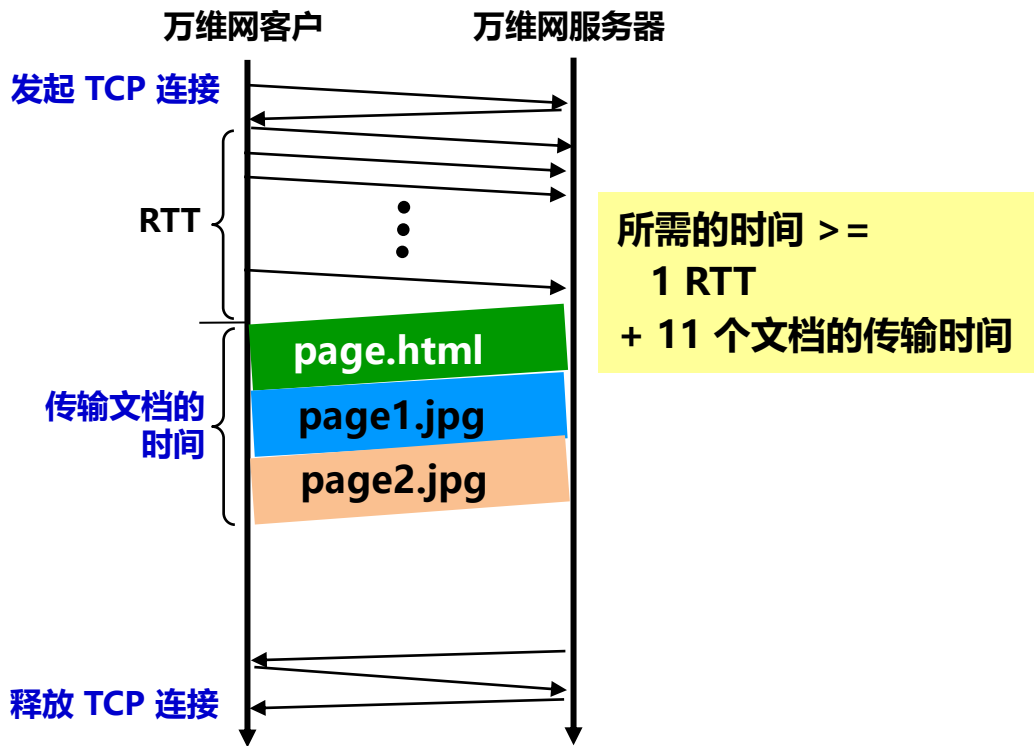 万维网客户
万维网服务器
发起 TCP 连接
RTT
所需的时间 >=
1 RTT
+ 11 个文档的传输时间
page.html
page1.jpg
page2.jpg
传输文档的
时间
释放 TCP 连接